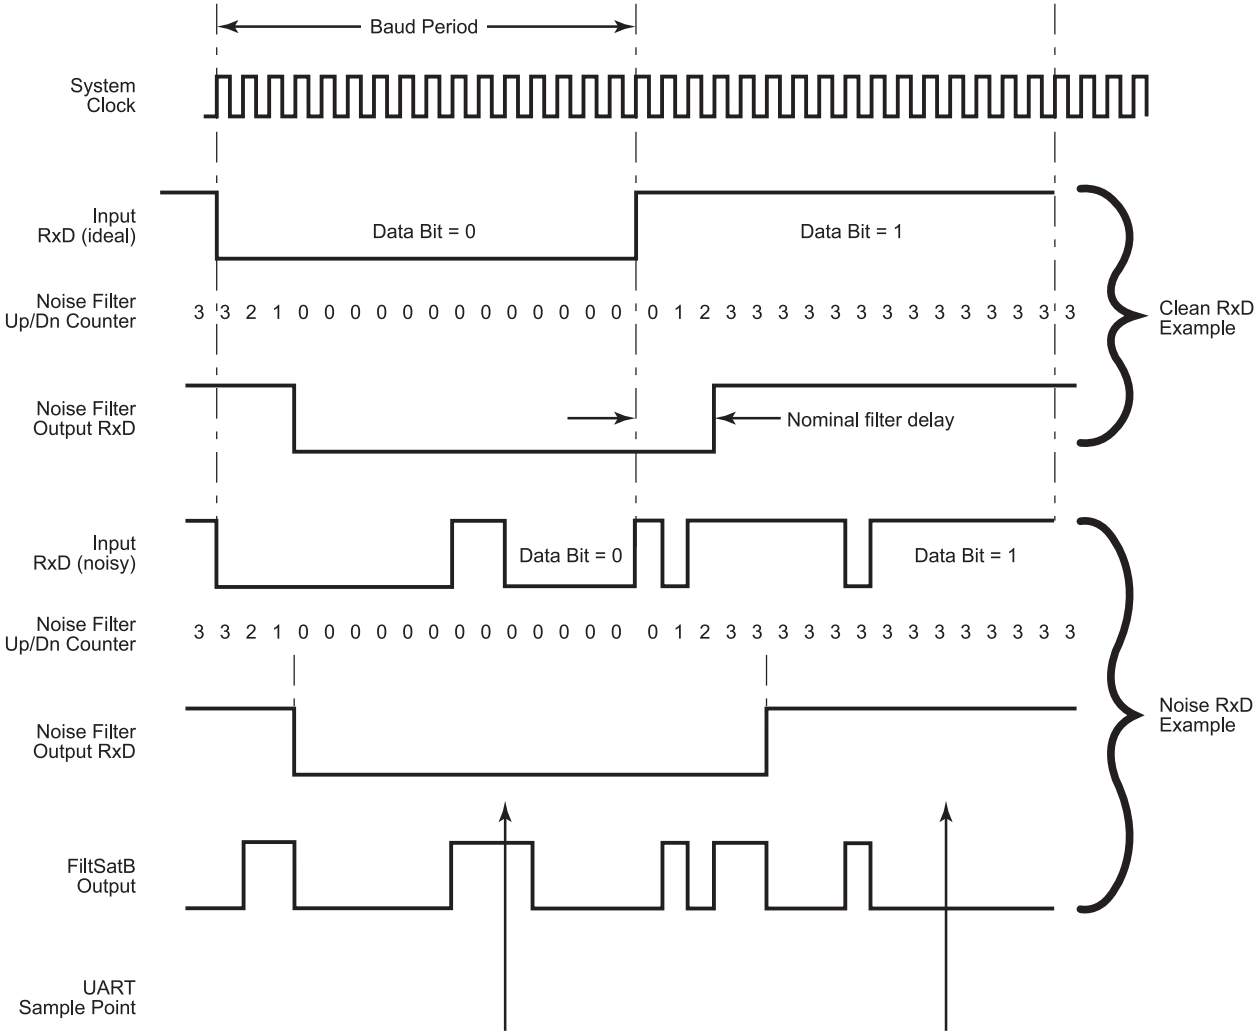 Baud Period
System
Clock
Input
RxD (ideal)
Data Bit = 0
Data Bit = 1
Noise Filter
Up/Dn Counter
3 3 2 1 0 0 0 0 0 0 0 0 0 0 0 0 0 0 1 2 3 3 3 3 3 3 3 3 3 3 3 3 3 3
Clean RxD
Example
Noise Filter
Output RxD
Nominal filter delay
Input
RxD (noisy)
Data Bit = 0
Data Bit = 1
Noise Filter
Up/Dn Counter
3 3 2 1 0 0 0 0 0 0 0 0 0 0 0 0 0 0 1 2 3 3 3 3 3 3 3 3 3 3 3 3 3 3
Noise Filter
Output RxD
Noise RxD
Example
FiltSatB
Output
UART
Sample Point